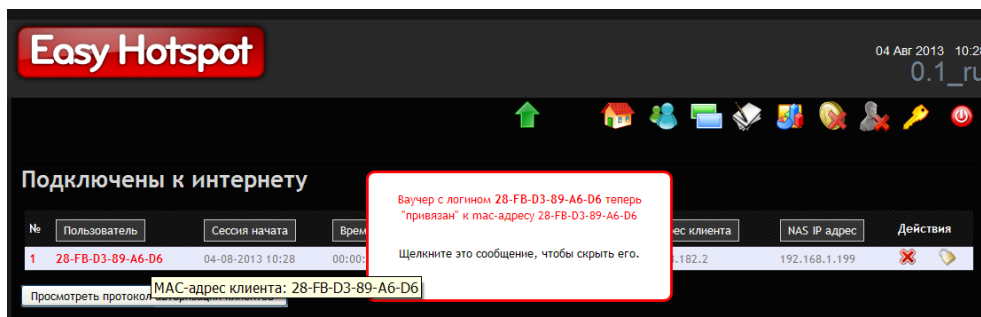 Easy Hotspot
04 Авг 2013 10:28
0.1_ru
Подключены к интернету
Ваучер с логином 28-FB-D3-89-A6-D6 теперь
"привязан" к mac-адресу 28-FB-D3-89-A6-D6
Щелкните это сообщение, чтобы скрыть его.
№ Пользователь Сессия начата клиента NAS IP адрес Действия
1 28-FB-D3-89-A6-D6 04-08-2013 10:28 00:00: .182.2 192.168.1.199
MAC-адрес клиента: 28-FB-D3-89-A6-D6
Просмотреть протокол клиентов